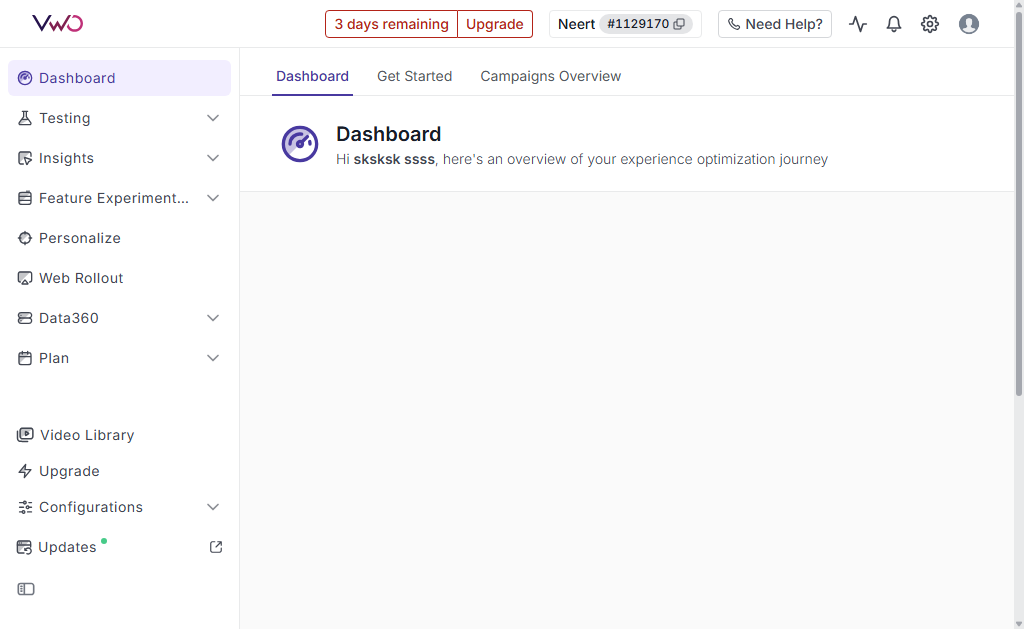 VWO
3 days remaining Upgrade
Neert #1129170
Need Help?
Dashboard
Testing
Insights
Feature Experiment...
Personalize
Web Rollout
Data360
Plan
Video Library
Upgrade
Configurations
Updates
Dashboard Get Started Campaigns Overview
Dashboard
Hi sksksk ssss, here's an overview of your experience optimization journey